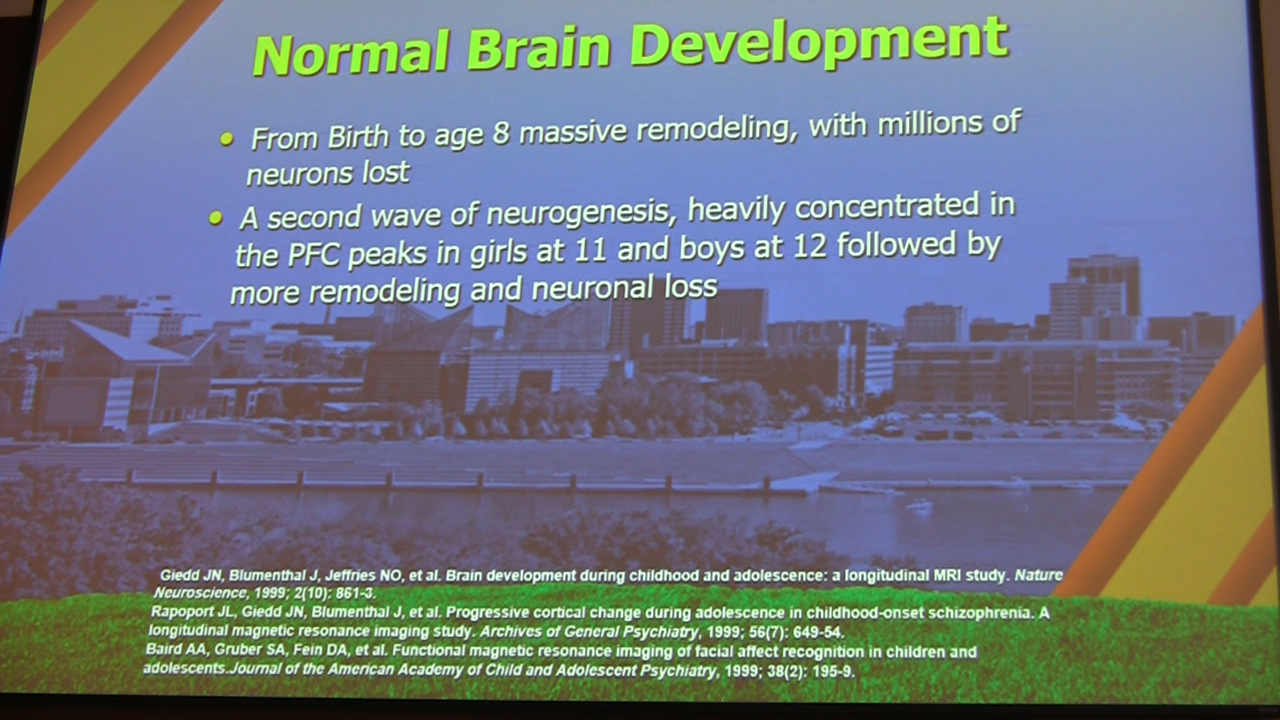 Normal Brain Development
• From Birth to age 8 massive remodeling, with millions of
neurons lost
• A second wave of neurogenesis, heavily concentrated in
the PFC peaks in girls at 11 and boys at 12 followed by
more remodeling and neuronal loss
Giedd JN, Blumenthal J, Jeffries NO, et al. Brain development during childhood and adolescence: a longitudinal MRI study. Nature
Neuroscience, 1999; 2(10): 861-3.
Rapoport JL, Giedd JN, Blumenthal J, et al. Progressive cortical change during adolescence in childhood-onset schizophrenia. A
longitudinal magnetic resonance imaging study. Archives of General Psychiatry, 1999; 56(7): 649-54.
Baird AA, Gruber SA, Fein DA, et al. Functional magnetic resonance imaging of facial affect recognition in children and
adolescents.Journal of the American Academy of Child and Adolescent Psychiatry, 1999; 38(2): 195-9.